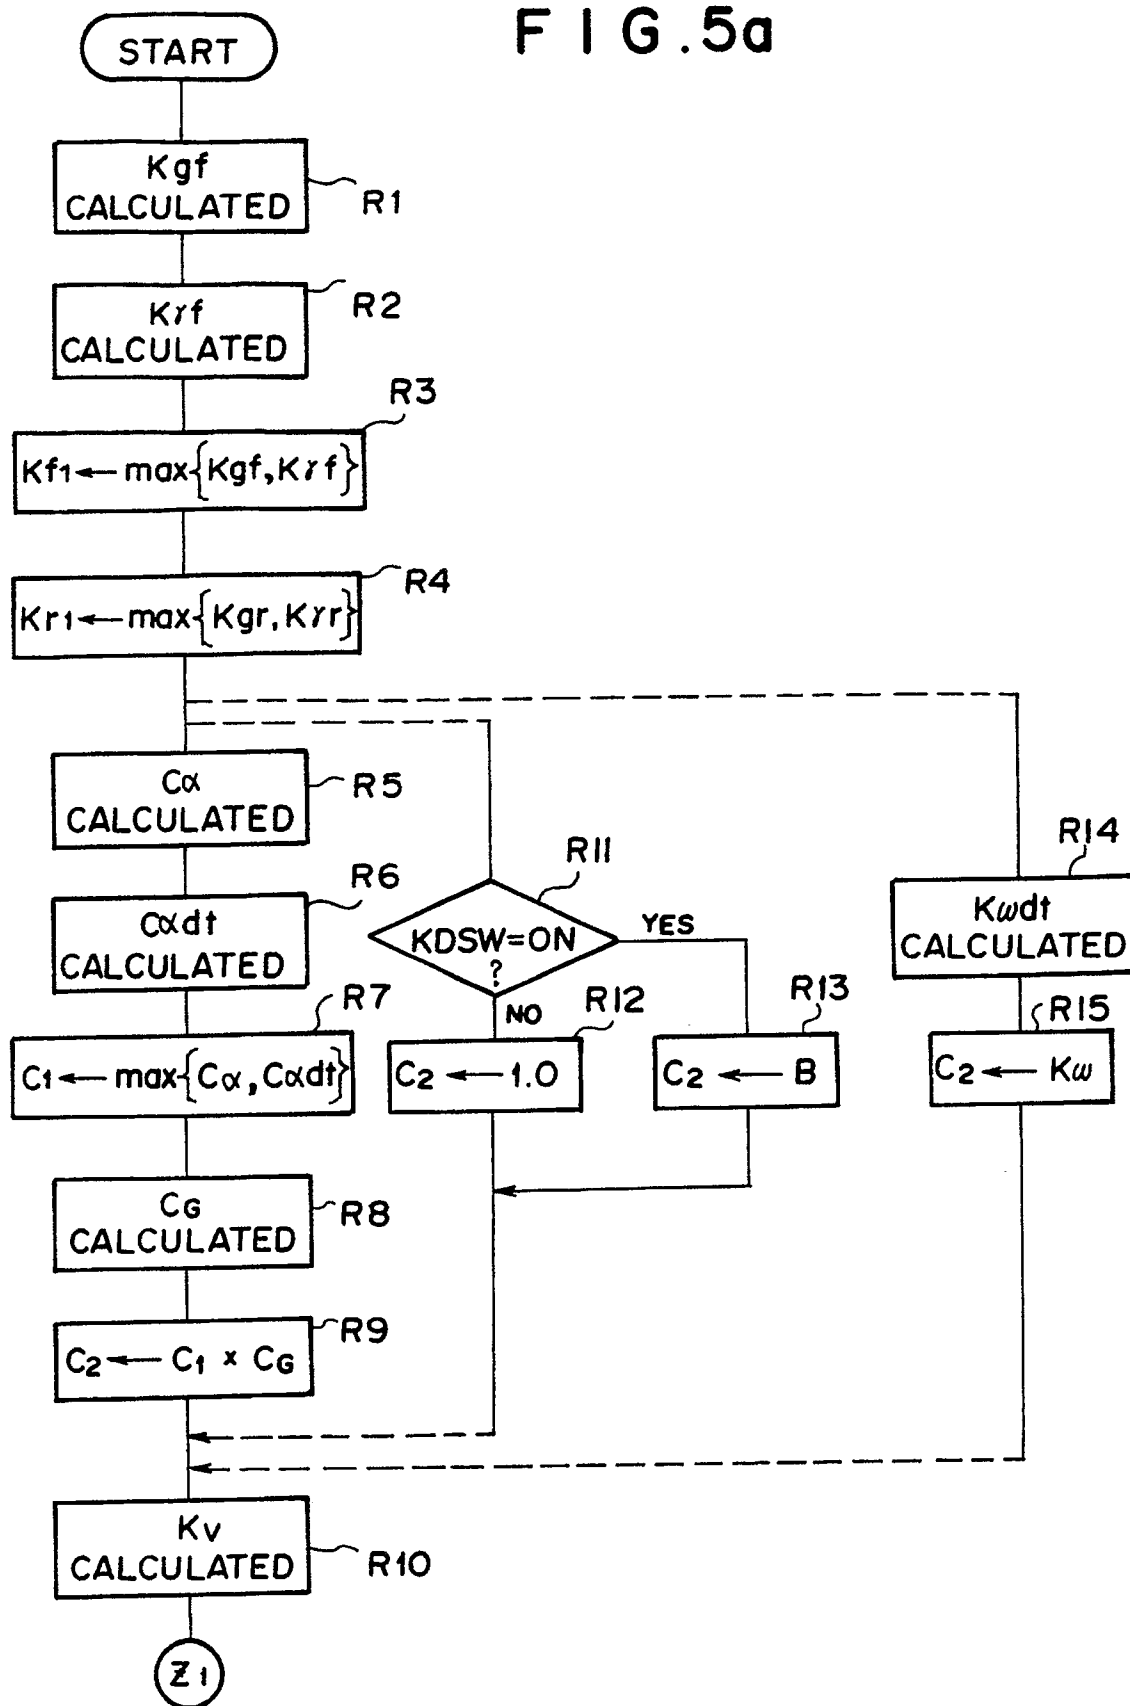 FIG.5a
START
Kgf
CALCULATED
R1
Kγf
CALCULATED
R2
R3
Kf1←max{Kgf,Kγf}
R4
Kr1←max{Kgr,Kγr}
Cα
CALCULATED
R5
Cαdt
CALCULATED
R6
R7
C1←max{Cα,Cαdt}
CG
CALCULATED
R8
C2←C1×CG
R9
R11
KDSW=ON
?
YES
NO
R12
C2←1.0
R13
C2←B
R14
Kωdt
CALCULATED
R15
C2←Kω
Kv
CALCULATED
R10
Z1